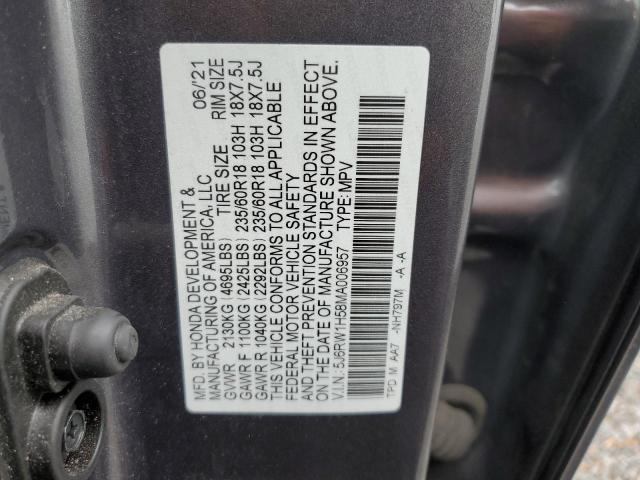 MFD. BY HONDA DEVELOPMENT & 06/'21
MANUFACTURING OF AMERICA, LLC
GVWR 2130KG (4695LBS) TIRE SIZE RIM SIZE
GAWR F 1100KG (2425LBS) 235/60R18 103H 18X7.5J
GAWR R 1040KG (2292LBS) 235/60R18 103H 18X7.5J
THIS VEHICLE CONFORMS TO ALL APPLICABLE
FEDERAL MOTOR VEHICLE SAFETY
AND THEFT PREVENTION STANDARDS IN EFFECT
ON THE DATE OF MANUFACTURE SHOWN ABOVE.
V.I.N.: 5J6RW1H58MA006957 TYPE: MPV
TPD M AA7 -NH797M -A -A